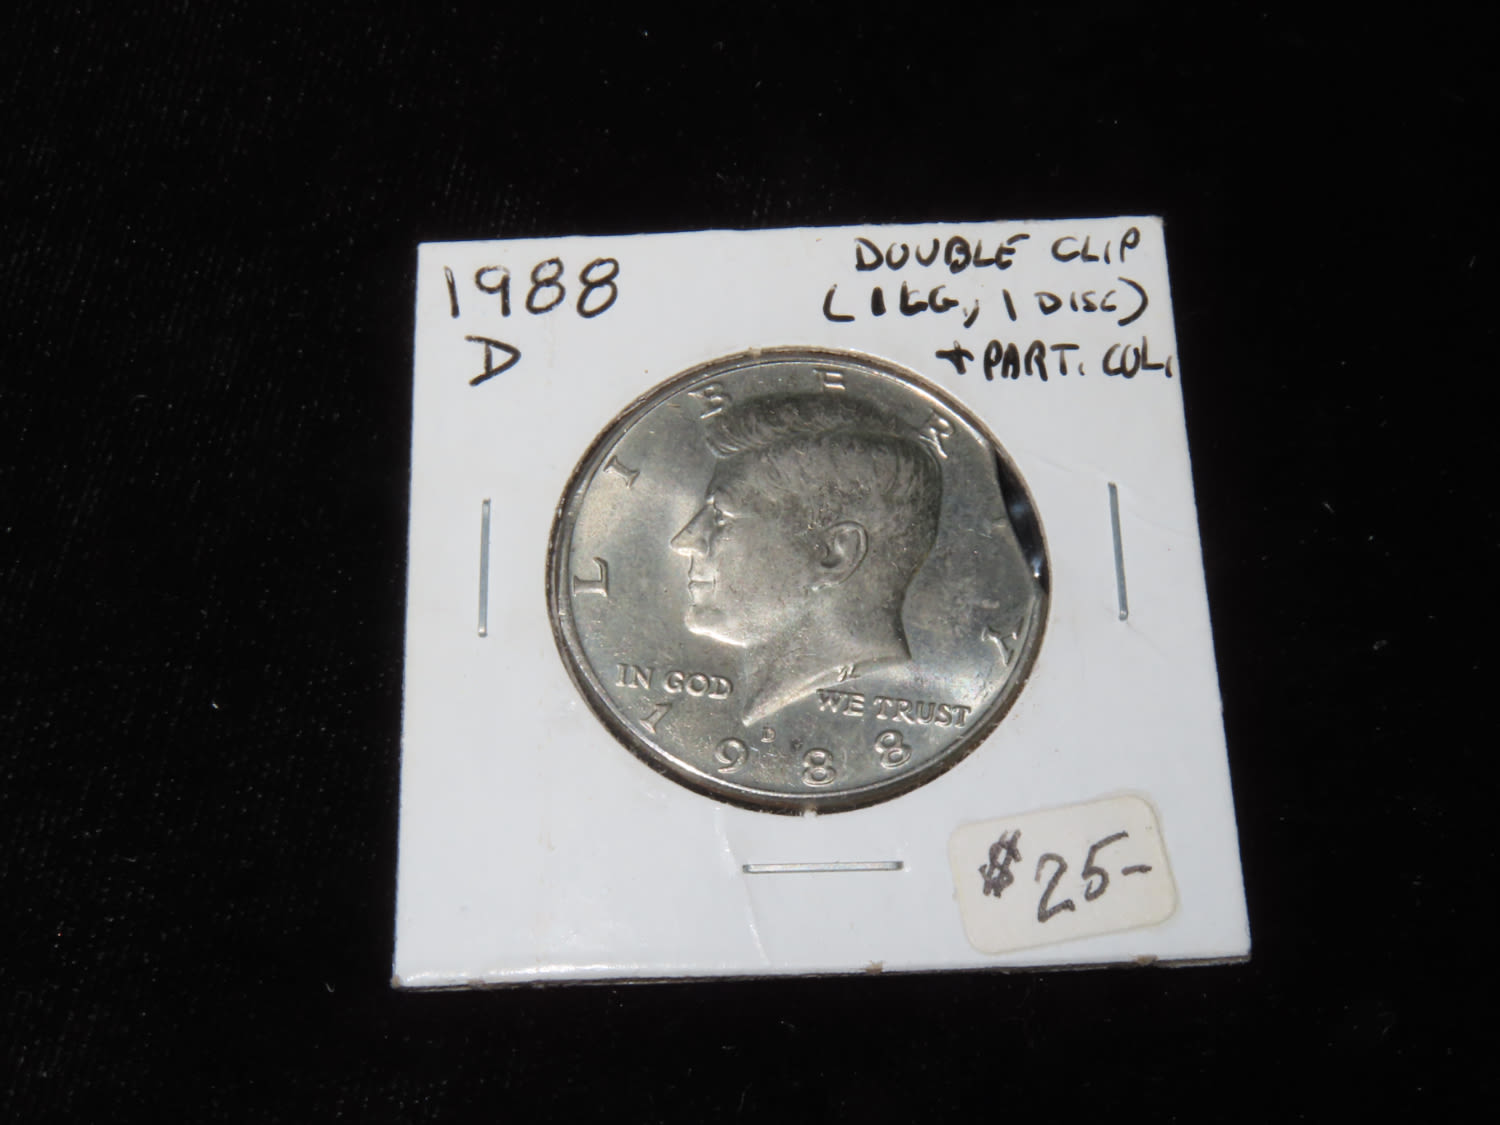 1988
D
DOUBLE CLIP
(1 LG., 1 DISC)
+ PART. COL.
LIBERTY
IN GOD WE TRUST
D
1988
$25-